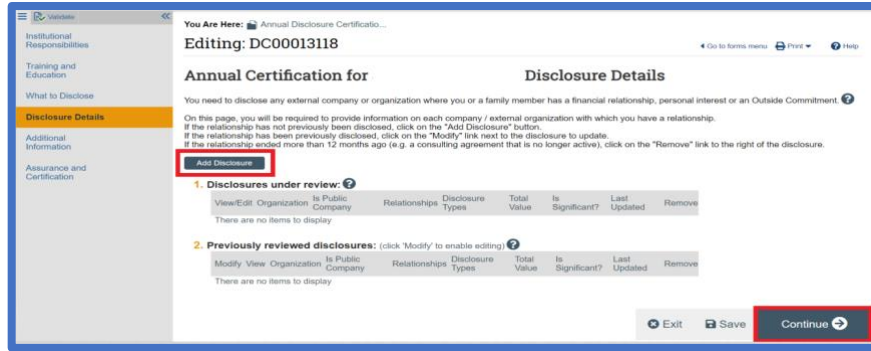 Validate
You Are Here: Annual Disclosure Certificatio...
Editing: DC00013118
Go to forms menu Print Help
Institutional
Responsibilities
Training and
Education
What to Disclose
Disclosure Details
Additional
Information
Assurance and
Certification
Annual Certification for Disclosure Details
You need to disclose any external company or organization where you or a family member has a financial relationship, personal interest or an Outside Commitment.
On this page, you will be required to provide information on each company / external organization with which you have a relationship.
If the relationship has not previously been disclosed, click on the "Add Disclosure" button.
If the relationship has been previously disclosed, click on the "Modify" link next to the disclosure to update.
If the relationship ended more than 12 months ago (e.g. a consulting agreement that is no longer active), click on the "Remove" link to the right of the disclosure.
Add Disclosure
1. Disclosures under review:
View/Edit Organization Is Public Company Relationships Disclosure Types Total Value Is Significant? Last Updated Remove
There are no items to display
2. Previously reviewed disclosures: (click 'Modify' to enable editing)
Modify View Organization Is Public Company Relationships Disclosure Types Total Value Is Significant? Last Updated Remove
There are no items to display
Exit Save Continue